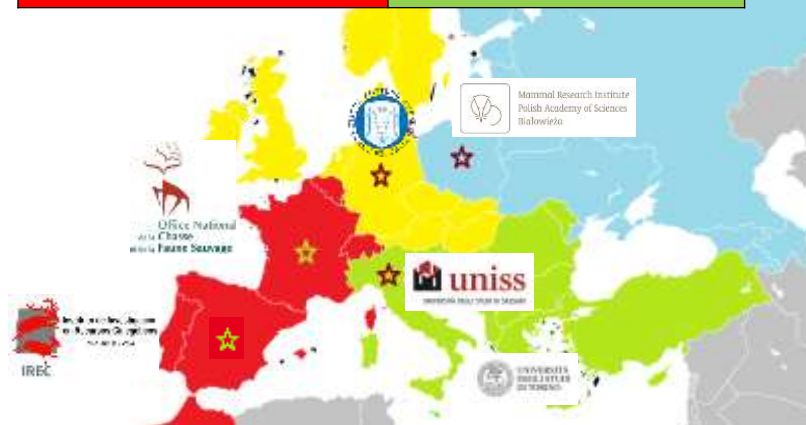 Mammal Research Institute
Polish Academy of Sciences
Białowieża
Office National
de la Chasse
et de la Faune Sauvage
uniss
UNIVERSITÀ DEGLI STUDI DI SASSARI
IREC
UNIVERSITÀ
DEGLI STUDI
DI TORINO